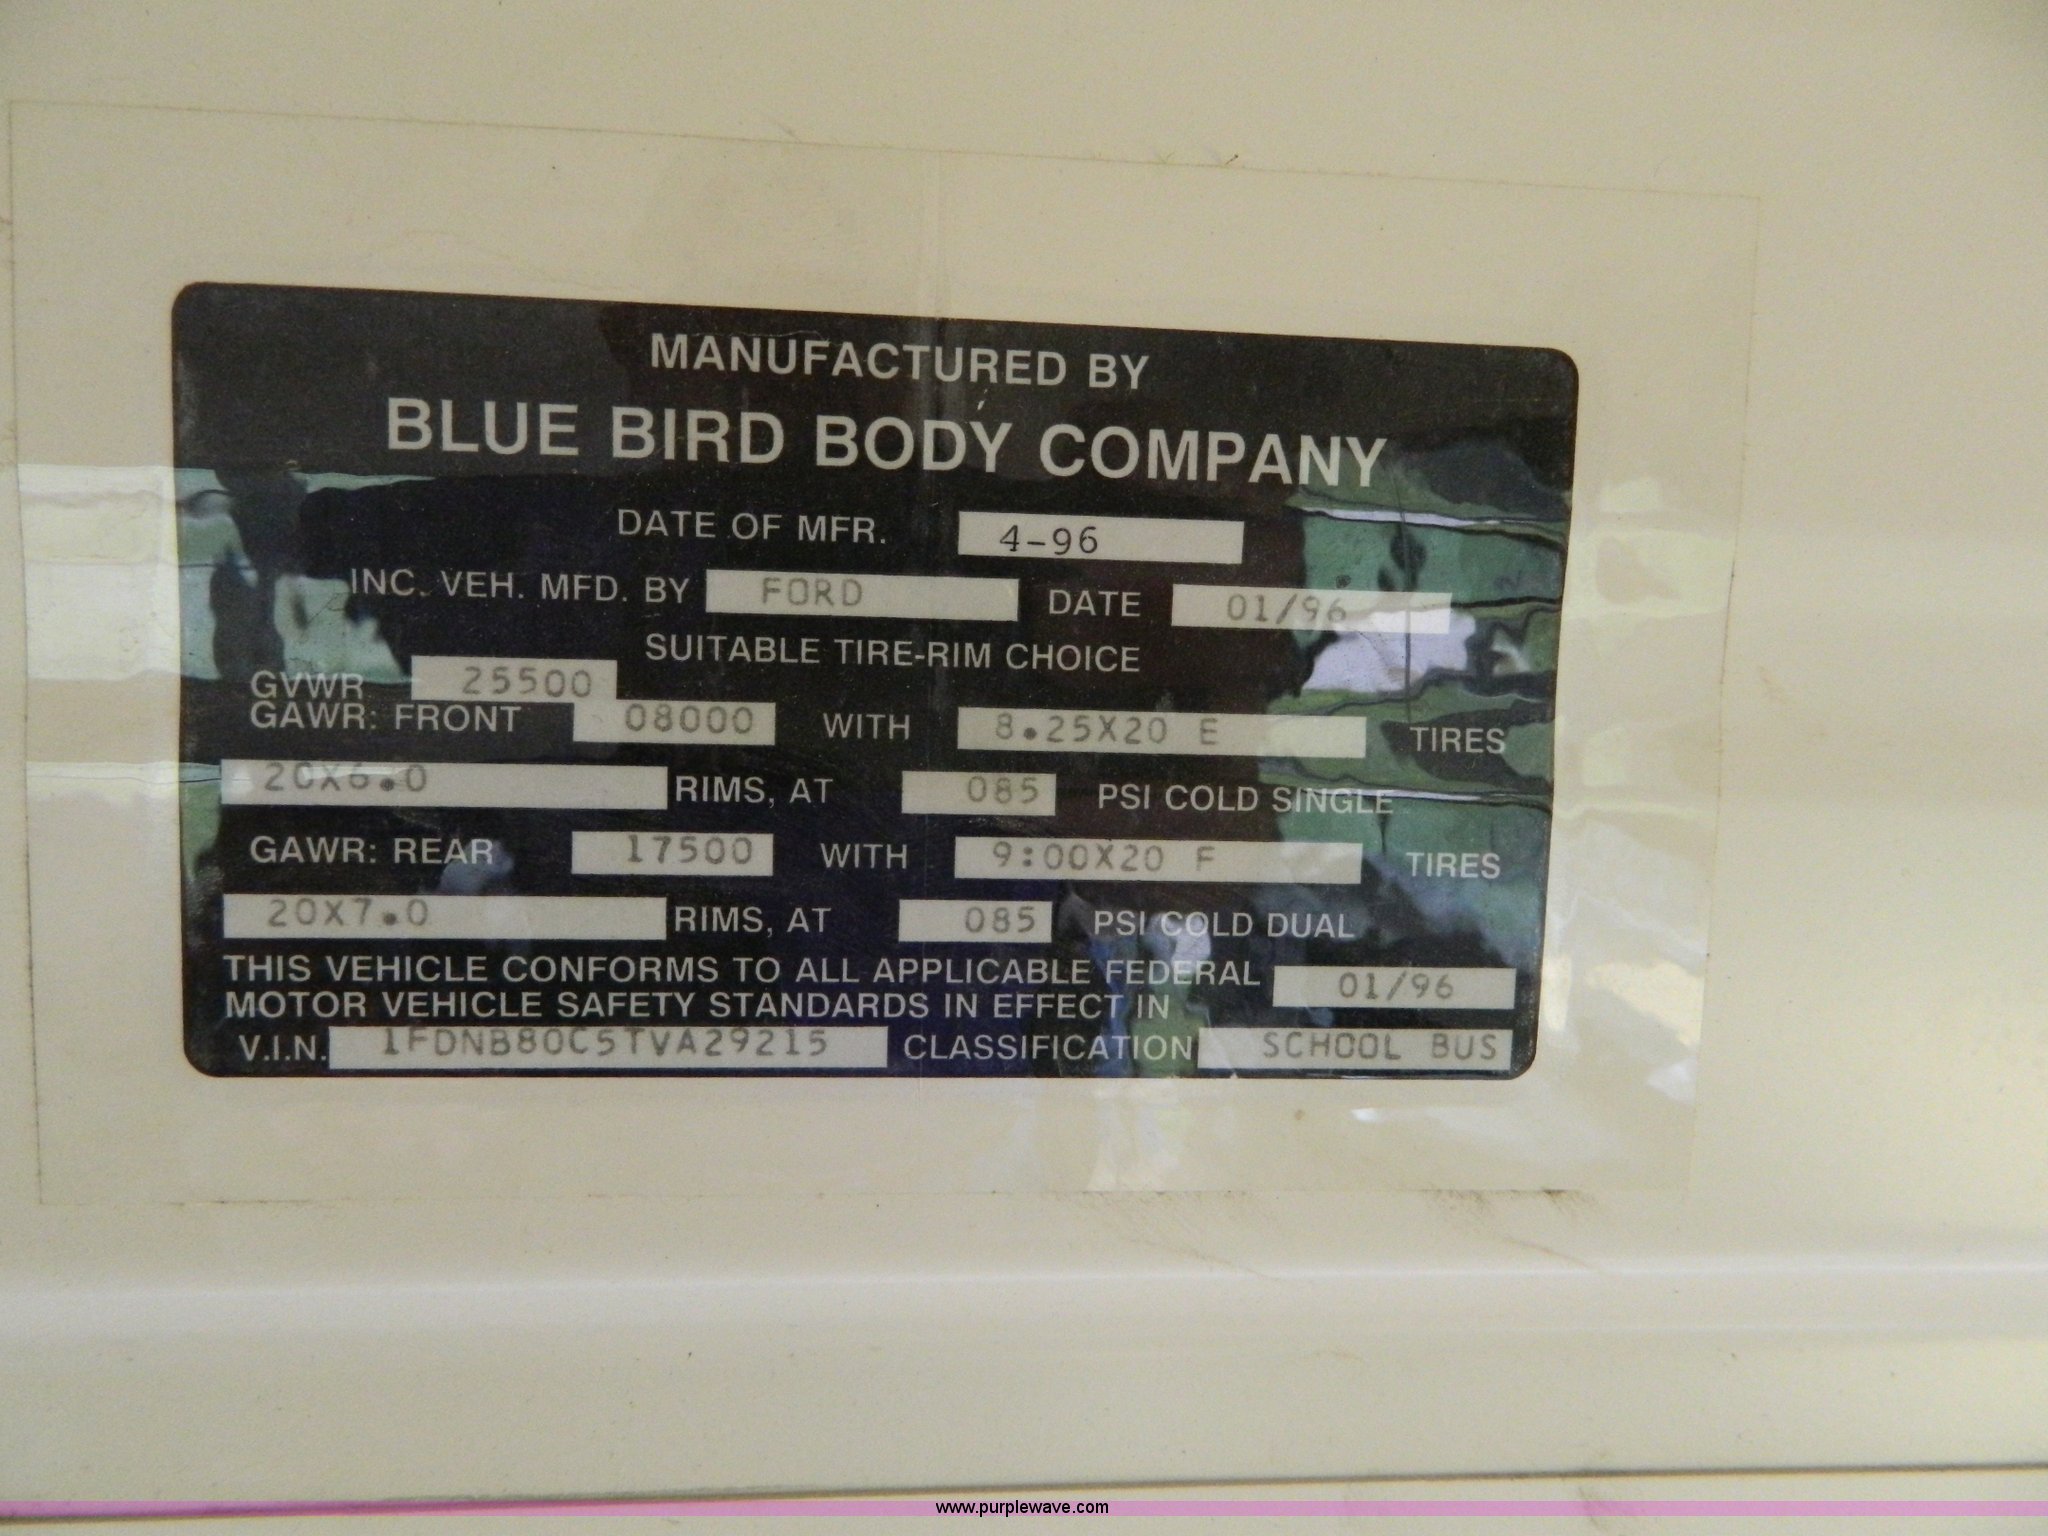 MANUFACTURED BY
BLUE BIRD BODY COMPANY
DATE OF MFR. 4-96
INC. VEH. MFD. BY FORD DATE 01/96
SUITABLE TIRE-RIM CHOICE
GVWR 25500
GAWR: FRONT 08000 WITH 8.25X20 E TIRES
20X6.0 RIMS, AT 085 PSI COLD SINGLE
GAWR: REAR 17500 WITH 9:00X20 F TIRES
20X7.0 RIMS, AT 085 PSI COLD DUAL
THIS VEHICLE CONFORMS TO ALL APPLICABLE FEDERAL
MOTOR VEHICLE SAFETY STANDARDS IN EFFECT IN 01/96
V.I.N. 1FDNB80C5TVA29215 CLASSIFICATION SCHOOL BUS
www.purplewave.com